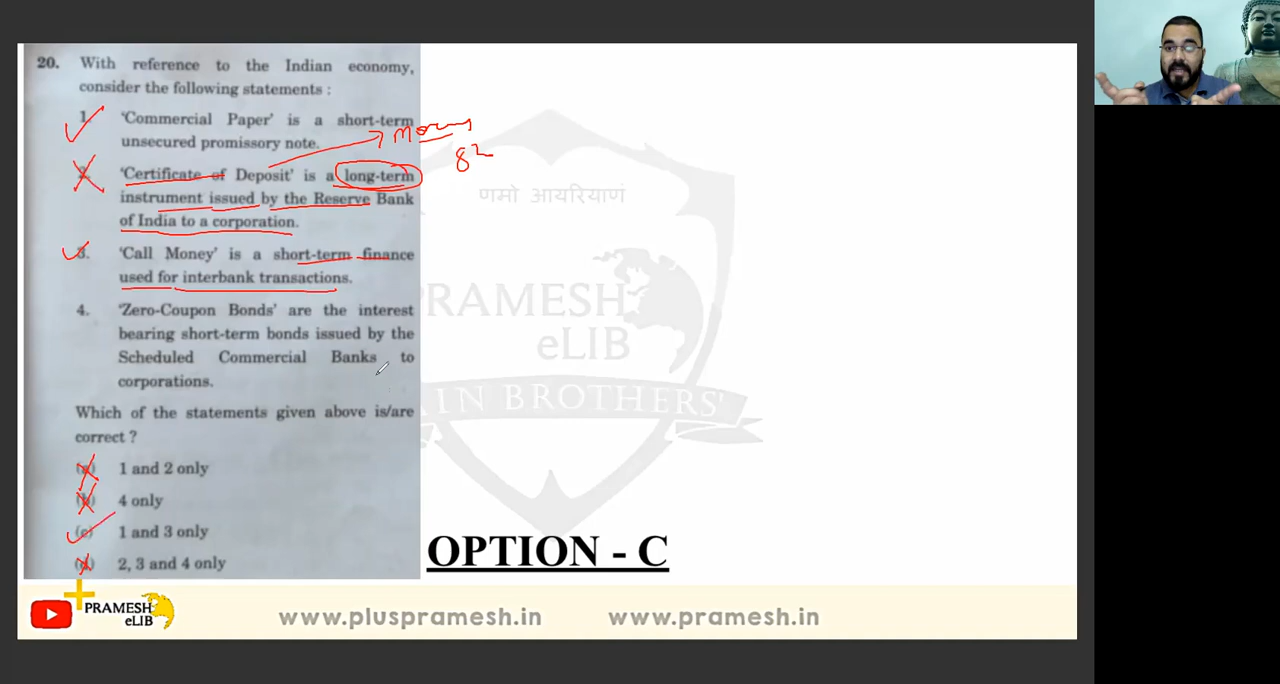 20. With reference to the Indian economy,
consider the following statements :
1. 'Commercial Paper' is a short-term
unsecured promissory note.
2. 'Certificate of Deposit' is a long-term
instrument issued by the Reserve Bank
of India to a corporation.
3. 'Call Money' is a short-term finance
used for interbank transactions.
4. 'Zero-Coupon Bonds' are the interest
bearing short-term bonds issued by the
Scheduled Commercial Banks to
corporations.
Which of the statements given above is/are
correct ?
(a) 1 and 2 only
(b) 4 only
(c) 1 and 3 only
(d) 2, 3 and 4 only
णमो आयरियाणं
PRAMESH
eLIB
AIN BROTHERS'
OPTION - C
PRAMESH
eLIB
www.pluspramesh.in
www.pramesh.in